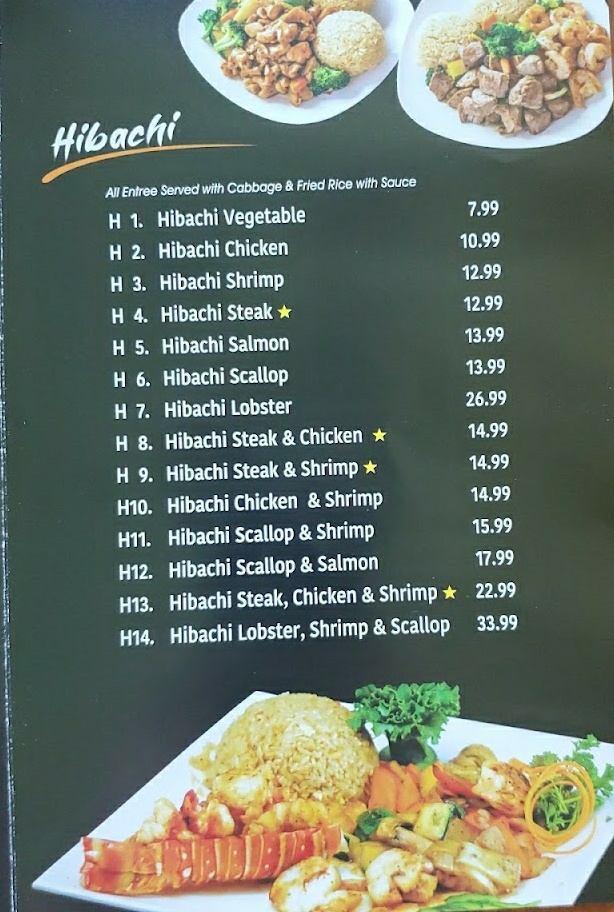 Hibachi
All Entree Served with Cabbage & Fried Rice with Sauce
H 1. Hibachi Vegetable 7.99
H 2. Hibachi Chicken 10.99
H 3. Hibachi Shrimp 12.99
H 4. Hibachi Steak ★ 12.99
H 5. Hibachi Salmon 13.99
H 6. Hibachi Scallop 13.99
H 7. Hibachi Lobster 26.99
H 8. Hibachi Steak & Chicken ★ 14.99
H 9. Hibachi Steak & Shrimp ★ 14.99
H10. Hibachi Chicken & Shrimp 14.99
H11. Hibachi Scallop & Shrimp 15.99
H12. Hibachi Scallop & Salmon 17.99
H13. Hibachi Steak, Chicken & Shrimp ★ 22.99
H14. Hibachi Lobster, Shrimp & Scallop 33.99